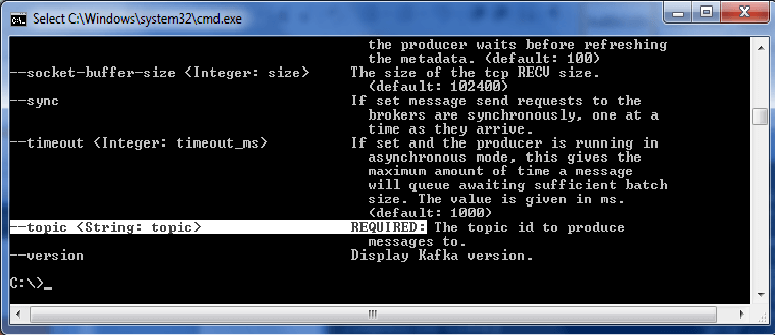 Select C:\Windows\system32\cmd.exe
the producer waits before refreshing
the metadata. (default: 100)
--socket-buffer-size <Integer: size> The size of the tcp RECV size.
(default: 102400)
--sync If set message send requests to the
brokers are synchronously, one at a
time as they arrive.
--timeout <Integer: timeout_ms> If set and the producer is running in
asynchronous mode, this gives the
maximum amount of time a message
will queue awaiting sufficient batch
size. The value is given in ms.
(default: 1000)
--topic <String: topic> REQUIRED: The topic id to produce
messages to.
--version Display Kafka version.
C:\>_